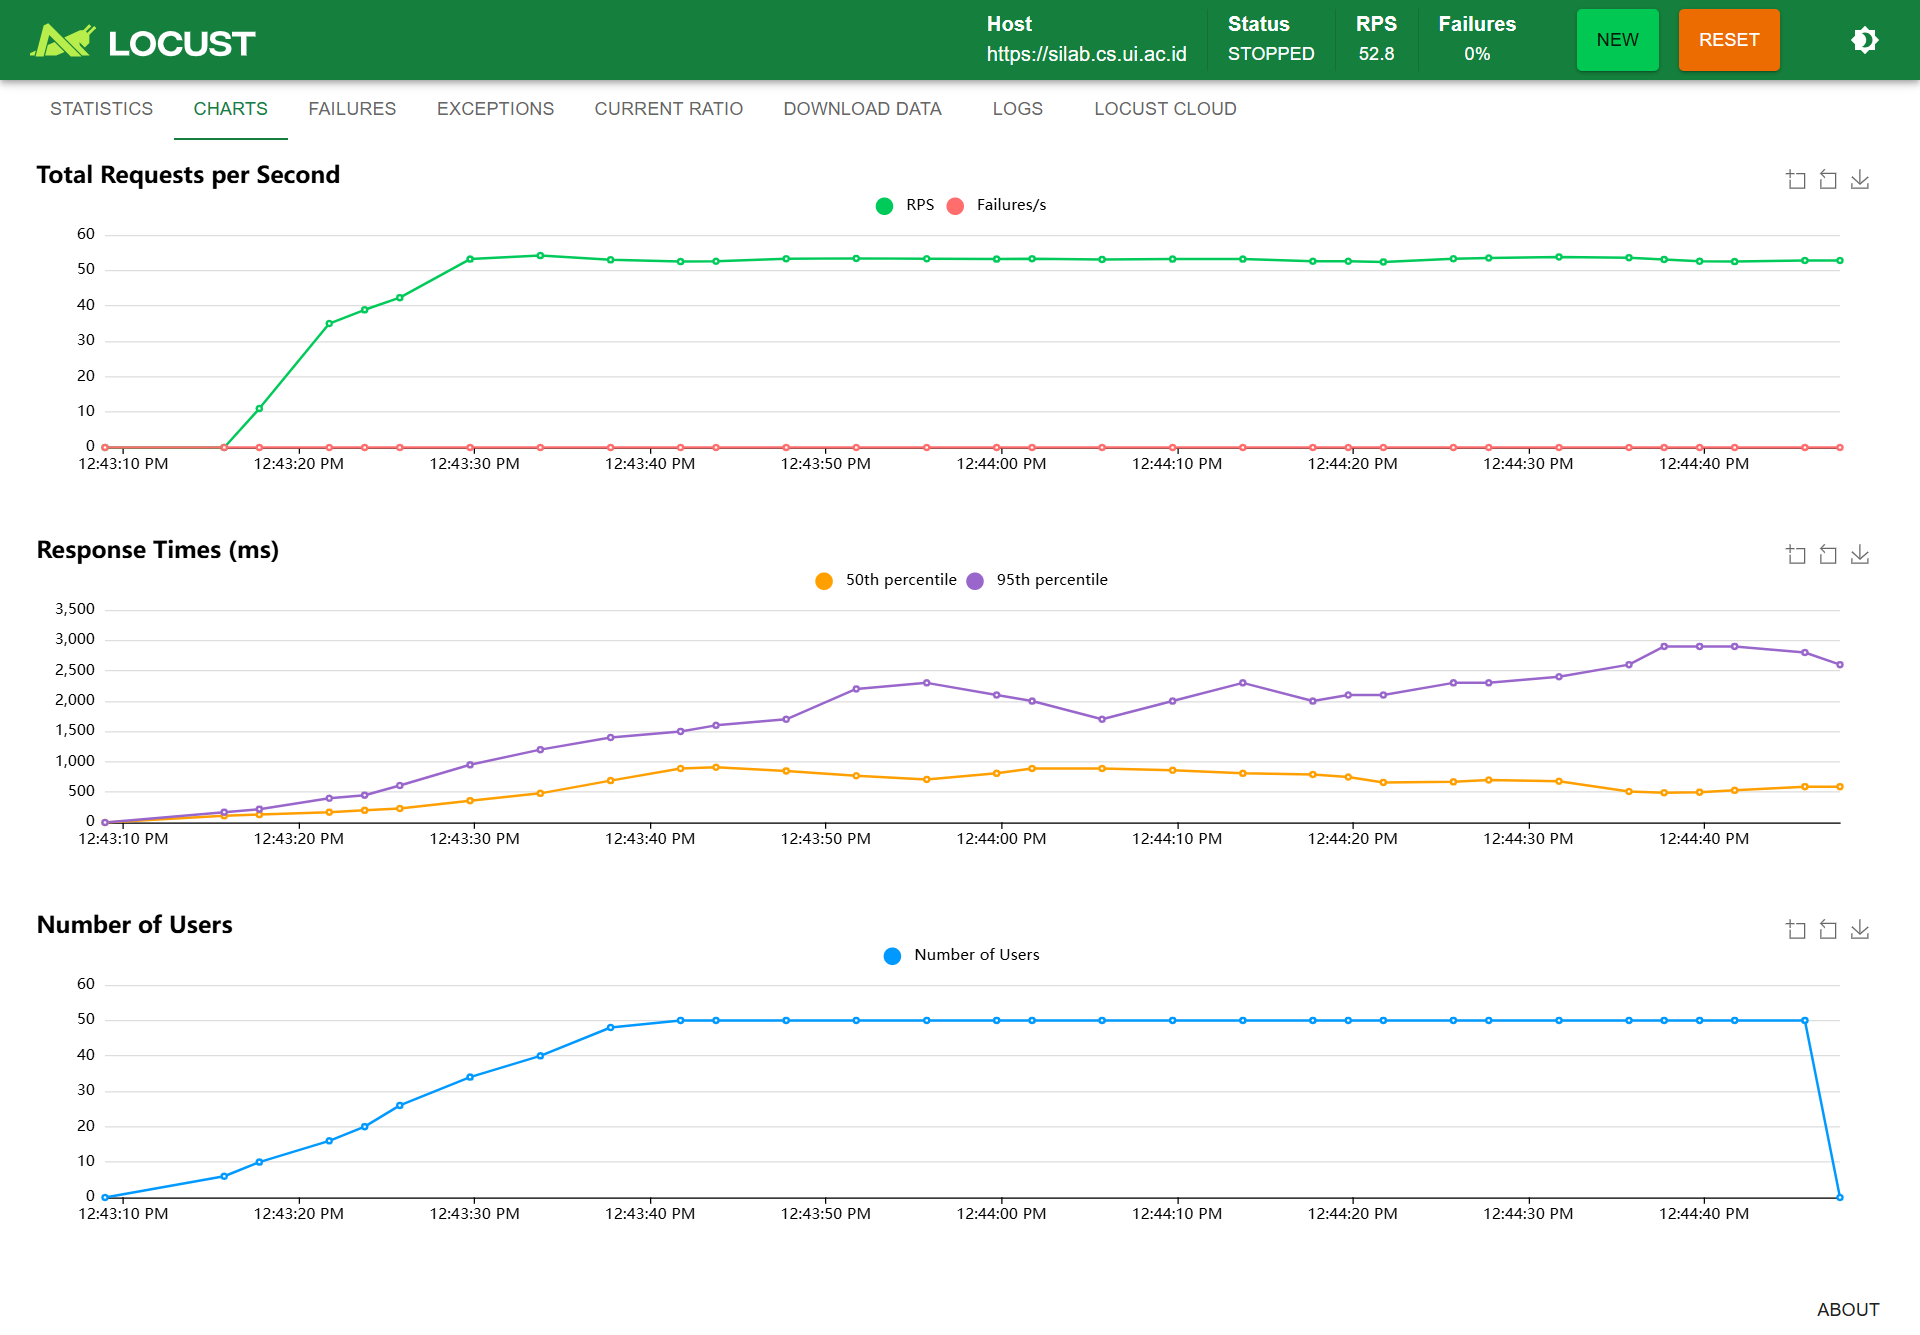 LOCUST
Host
https://silab.cs.ui.ac.id
Status
STOPPED
RPS
52.8
Failures
0%
NEW
RESET
STATISTICS CHARTS FAILURES EXCEPTIONS CURRENT RATIO DOWNLOAD DATA LOGS LOCUST CLOUD
Total Requests per Second
RPS Failures/s
60
50
40
30
20
10
0
12:43:10 PM 12:43:20 PM 12:43:30 PM 12:43:40 PM 12:43:50 PM 12:44:00 PM 12:44:10 PM 12:44:20 PM 12:44:30 PM 12:44:40 PM
Response Times (ms)
50th percentile 95th percentile
3,500
3,000
2,500
2,000
1,500
1,000
500
0
12:43:10 PM 12:43:20 PM 12:43:30 PM 12:43:40 PM 12:43:50 PM 12:44:00 PM 12:44:10 PM 12:44:20 PM 12:44:30 PM 12:44:40 PM
Number of Users
Number of Users
60
50
40
30
20
10
0
12:43:10 PM 12:43:20 PM 12:43:30 PM 12:43:40 PM 12:43:50 PM 12:44:00 PM 12:44:10 PM 12:44:20 PM 12:44:30 PM 12:44:40 PM
ABOUT